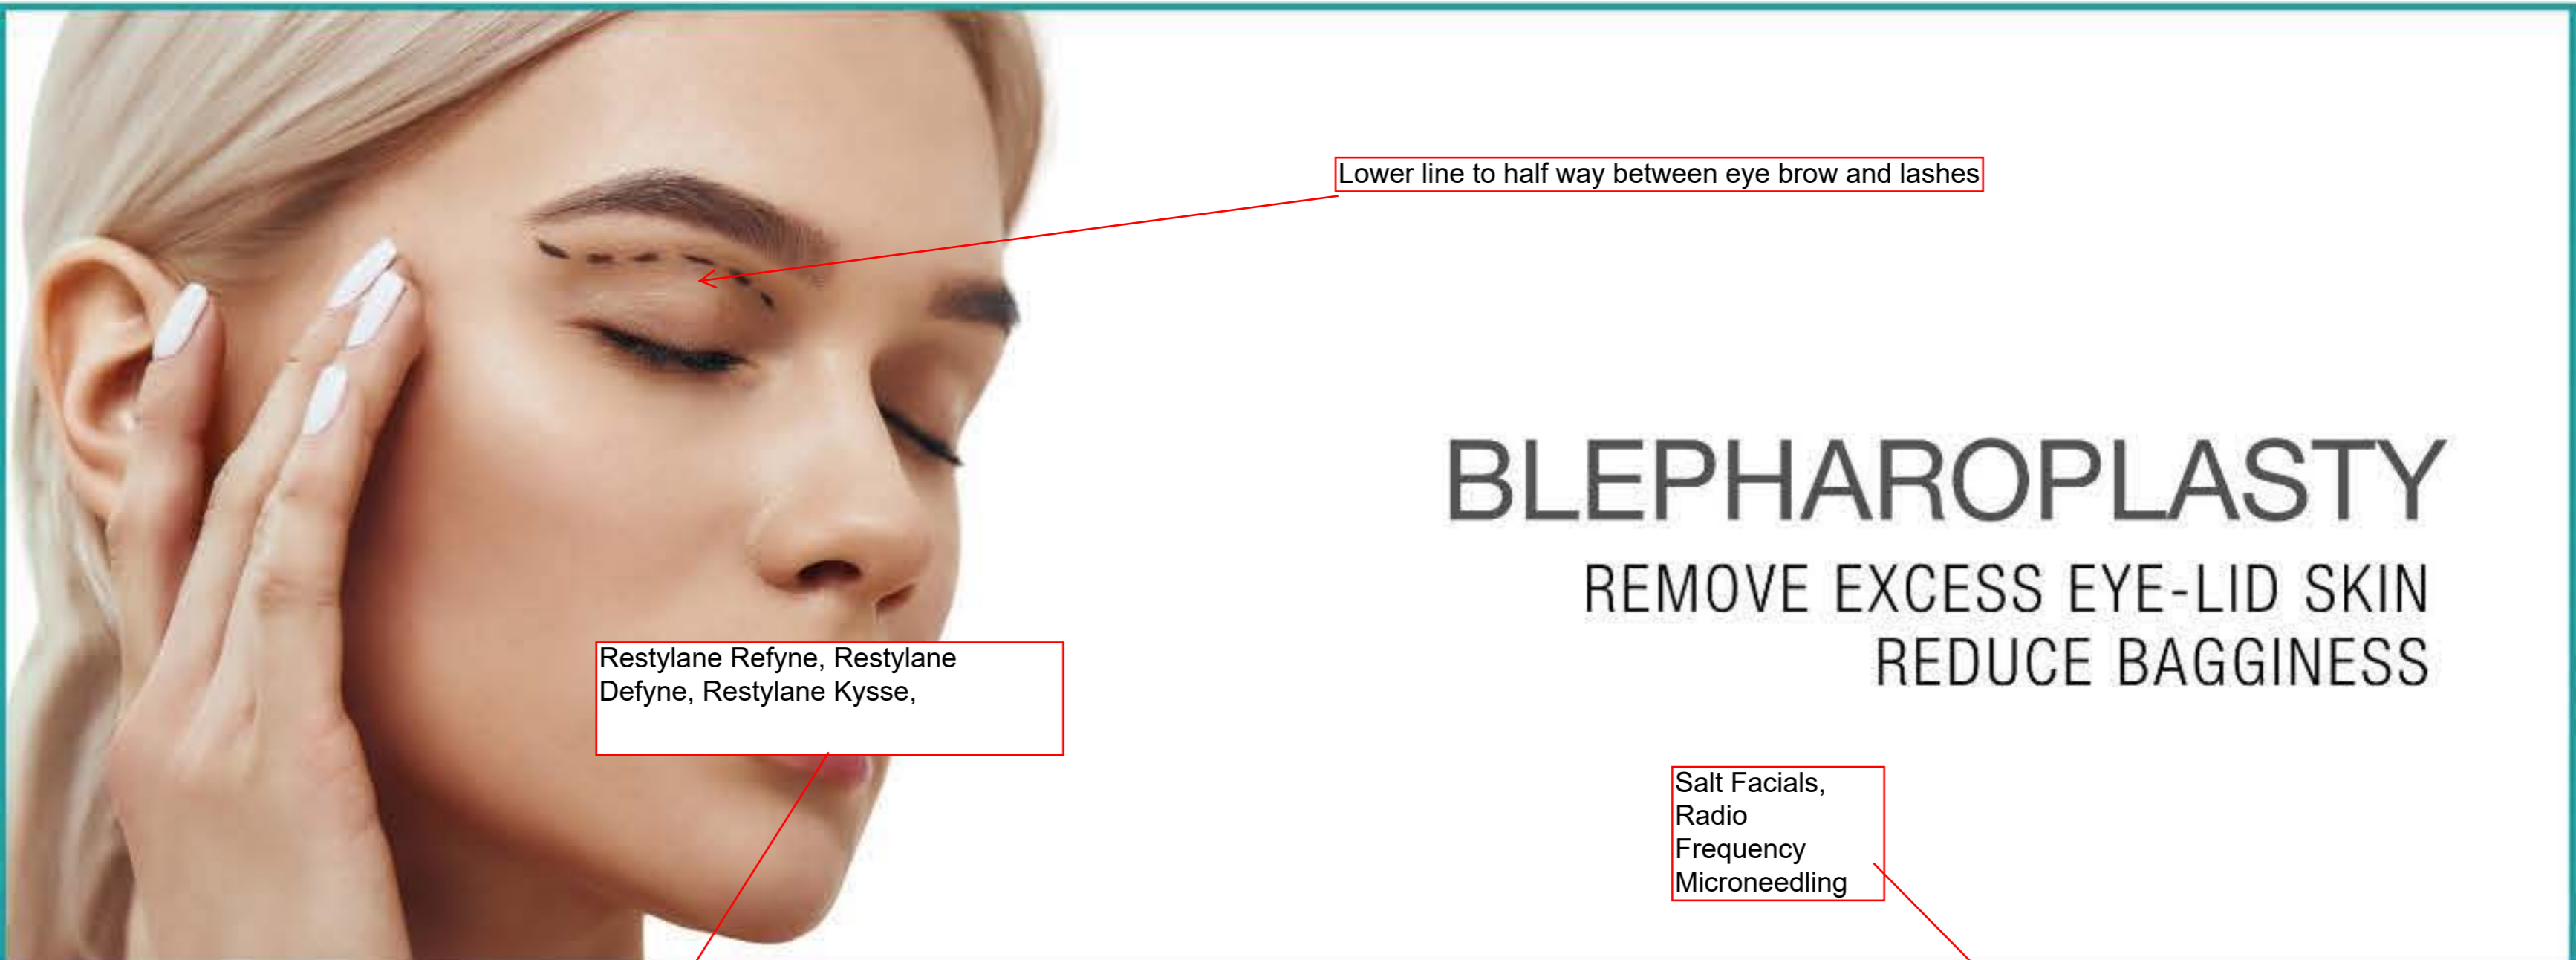 Lower line to half way between eye brow and lashes
BLEPHAROPLASTY
REMOVE EXCESS EYE-LID SKIN
REDUCE BAGGINESS
Restylane Refyne, Restylane
Defyne, Restylane Kysse,
Salt Facials,
Radio
Frequency
Microneedling